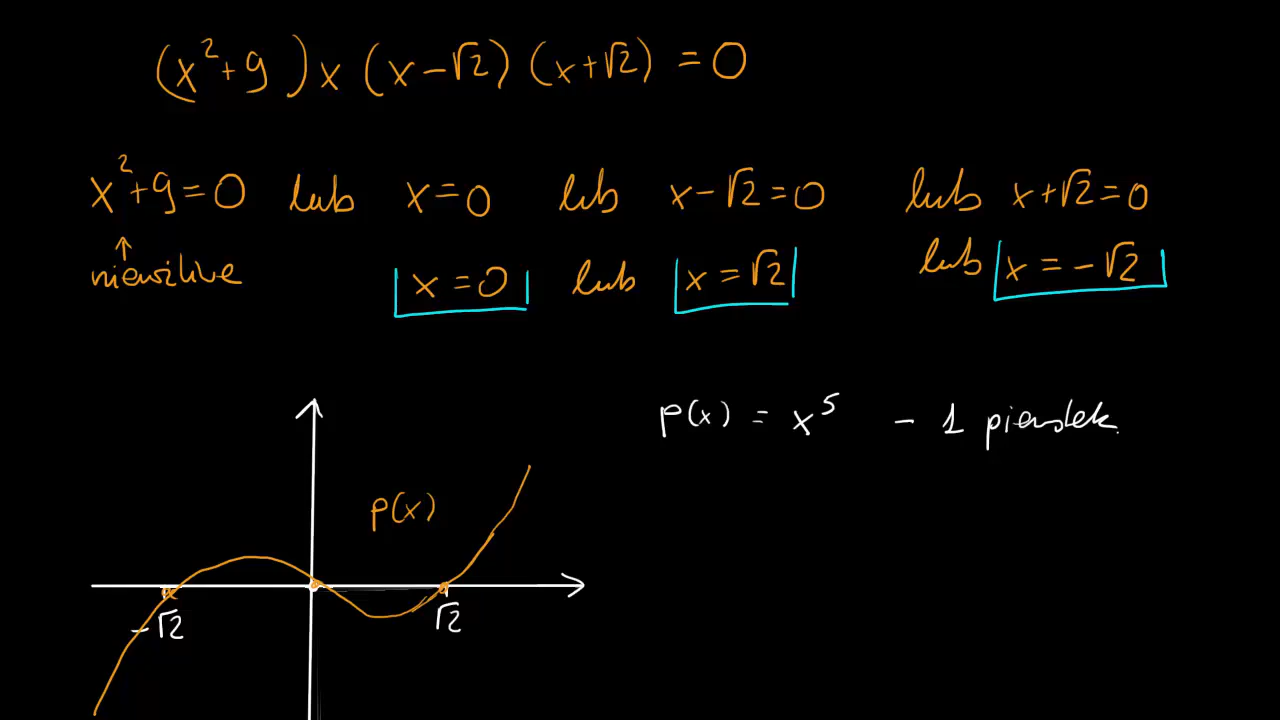 (x²+9)x(x-√2)(x+√2)=0
x²+9=0 lub x=0 lub x-√2=0 lub x+√2=0
↑
x=0 lub x=√2 lub x=-√2
p(x) = x⁵ - 1 pierwiastek
p(x)
-√2 √2